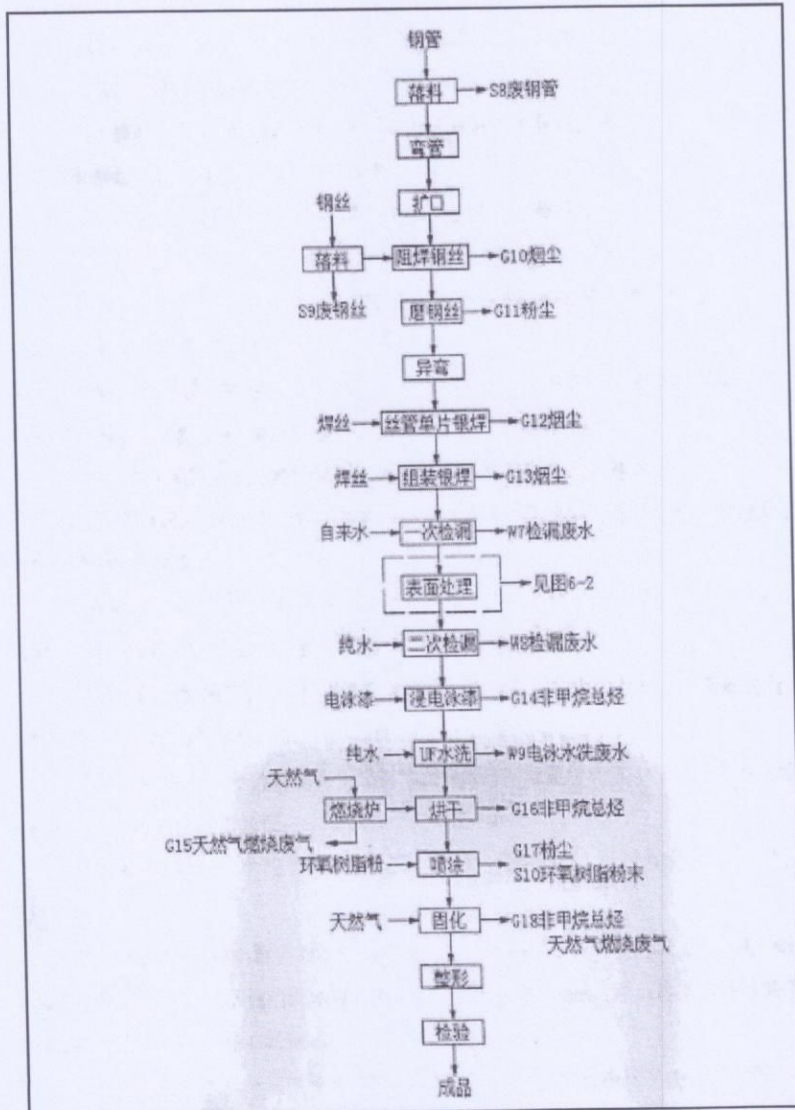 钢管
落料 S8废钢管
弯管
钢丝 扩口
落料 阻焊钢丝 G10烟尘
S9废钢丝 磨钢丝 G11粉尘
异弯
焊丝 丝管单片银焊 G12烟尘
焊丝 组装银焊 G13烟尘
自来水 一次检漏 W7检漏废水
表面处理 见图6-2
纯水 二次检漏 W8检漏废水
电泳漆 浸电泳漆 G14非甲烷总烃
纯水 UF水洗 W9电泳水洗废水
天然气
燃烧炉 烘干 G16非甲烷总烃
G15天然气燃烧废气
环氧树脂粉 喷涂 G17粉尘
S10环氧树脂粉末
天然气 固化 G18非甲烷总烃
天然气燃烧废气
整形
检验
成品